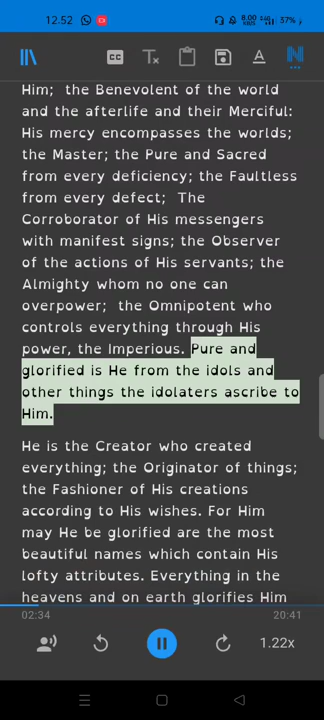 12.52
8.00 KB/s
4G
37%
CC
T×
A
N
Him;  the Benevolent of the world
and the afterlife and their Merciful:
His mercy encompasses the worlds;
the Master; the Pure and Sacred
from every deficiency; the Faultless
from every defect;  The
Corroborator of His messengers
with manifest signs; the Observer
of the actions of His servants; the
Almighty whom no one can
overpower;  the Omnipotent who
controls everything through His
power, the Imperious. Pure and
glorified is He from the idols and
other things the idolaters ascribe to
Him.
He is the Creator who created
everything; the Originator of things;
the Fashioner of His creations
according to His wishes. For Him
may He be glorified are the most
beautiful names which contain His
lofty attributes. Everything in the
heavens and on earth glorifies Him
02:34
20:41
1.22x